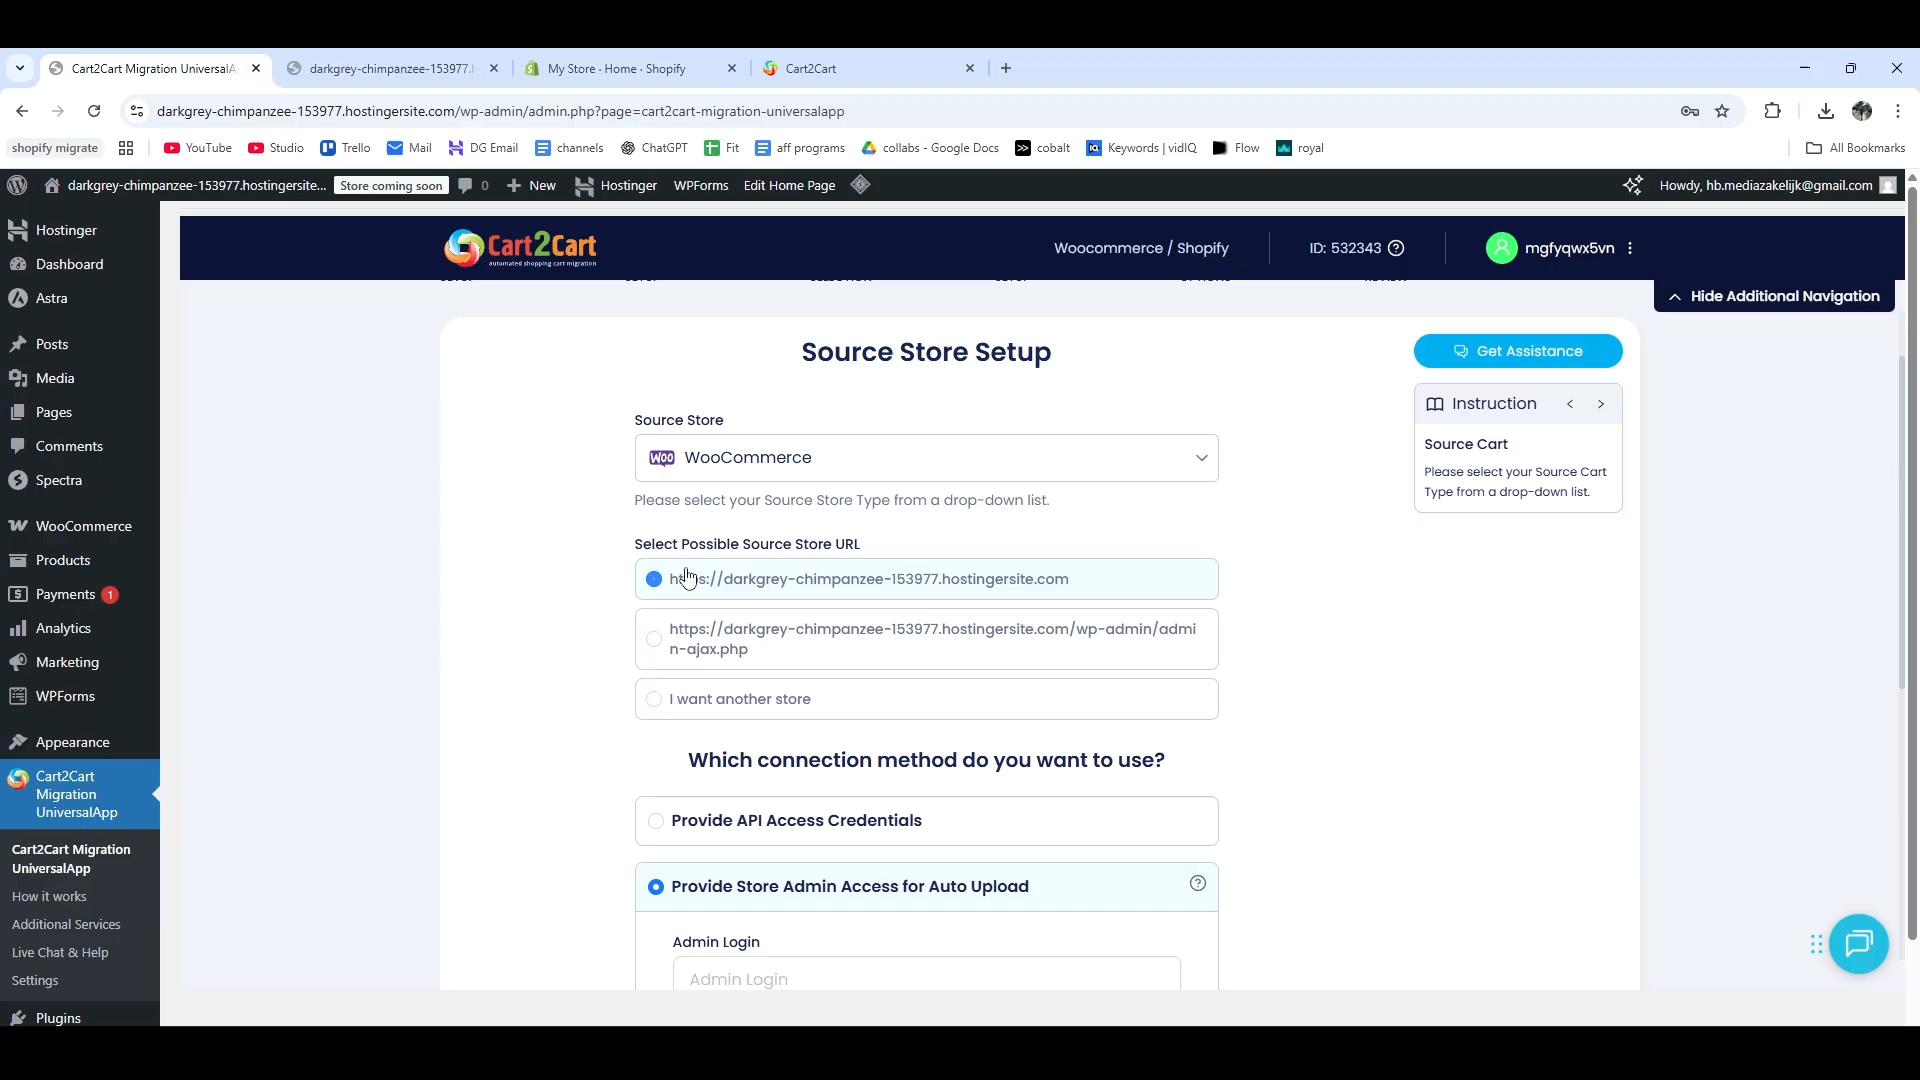 Cart2Cart Migration UniversalA
darkgrey-chimpanzee-153977.h
My Store · Home · Shopify
Cart2Cart
darkgrey-chimpanzee-153977.hostingersite.com/wp-admin/admin.php?page=cart2cart-migration-universalapp
shopify migrate
YouTube
Studio
Trello
Mail
DG Email
channels
ChatGPT
Fit
aff programs
collabs - Google Docs
cobalt
Keywords | vidIQ
Flow
royal
All Bookmarks
darkgrey-chimpanzee-153977.hostingersite...
Store coming soon
0
New
Hostinger
WPForms
Edit Home Page
Howdy, hb.mediazakelijk@gmail.com
Hostinger
Dashboard
Astra
Posts
Media
Pages
Comments
Spectra
WooCommerce
Products
Payments 1
Analytics
Marketing
WPForms
Appearance
Cart2Cart
Migration
UniversalApp
Cart2Cart Migration
UniversalApp
How it works
Additional Services
Live Chat & Help
Settings
Plugins
Cart2Cart
automated shopping cart migration
Woocommerce / Shopify
ID: 532343
mgfyqwx5vn
Hide Additional Navigation
Source Store Setup
Get Assistance
Instruction
Source Cart
Please select your Source Cart
Type from a drop-down list.
Source Store
Woo WooCommerce
Please select your Source Store Type from a drop-down list.
Select Possible Source Store URL
https://darkgrey-chimpanzee-153977.hostingersite.com
https://darkgrey-chimpanzee-153977.hostingersite.com/wp-admin/admi
n-ajax.php
I want another store
Which connection method do you want to use?
Provide API Access Credentials
Provide Store Admin Access for Auto Upload
Admin Login
Admin Login